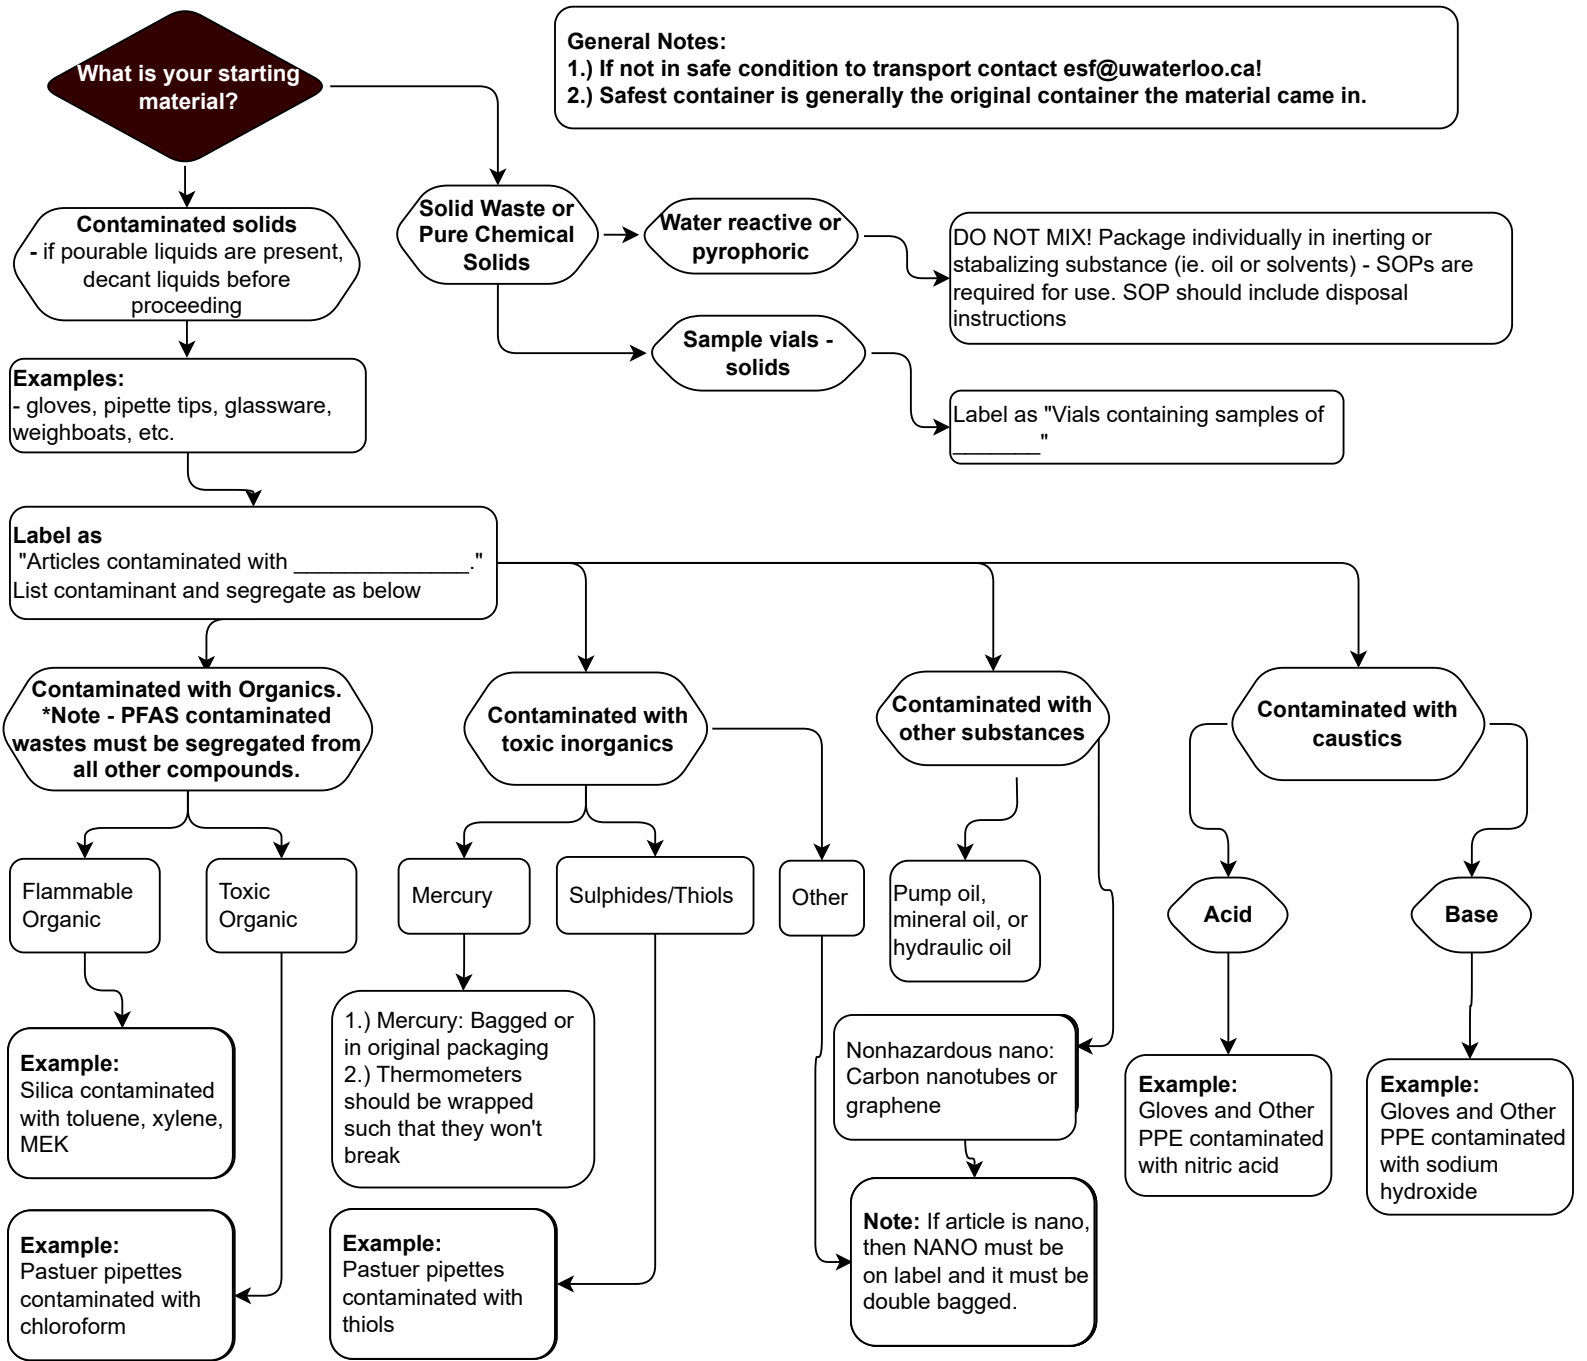 What is your starting
material?
General Notes:
1.) If not in safe condition to transport contact esf@uwaterloo.ca!
2.) Safest container is generally the original container the material came in.
Contaminated solids
- if pourable liquids are present,
decant liquids before
proceeding
Solid Waste or
Pure Chemical
Solids
Water reactive or
pyrophoric
DO NOT MIX! Package individually in inerting or
stabalizing substance (ie. oil or solvents) - SOPs are
required for use. SOP should include disposal
instructions
Sample vials -
solids
Label as "Vials containing samples of
_______"
Examples:
- gloves, pipette tips, glassware,
weighboats, etc.
Label as
"Articles contaminated with ______________."
List contaminant and segregate as below
Contaminated with Organics.
*Note - PFAS contaminated
wastes must be segregated from
all other compounds.
Contaminated with
toxic inorganics
Contaminated with
other substances
Contaminated with
caustics
Flammable
Organic
Toxic
Organic
Mercury
Sulphides/Thiols
Other
Pump oil,
mineral oil, or
hydraulic oil
Acid
Base
Example:
Silica contaminated
with toluene, xylene,
MEK
1.) Mercury: Bagged or
in original packaging
2.) Thermometers
should be wrapped
such that they won't
break
Nonhazardous nano:
Carbon nanotubes or
graphene
Example:
Gloves and Other
PPE contaminated
with nitric acid
Example:
Gloves and Other
PPE contaminated
with sodium
hydroxide
Example:
Pastuer pipettes
contaminated with
chloroform
Example:
Pastuer pipettes
contaminated with
thiols
Note: If article is nano,
then NANO must be
on label and it must be
double bagged.